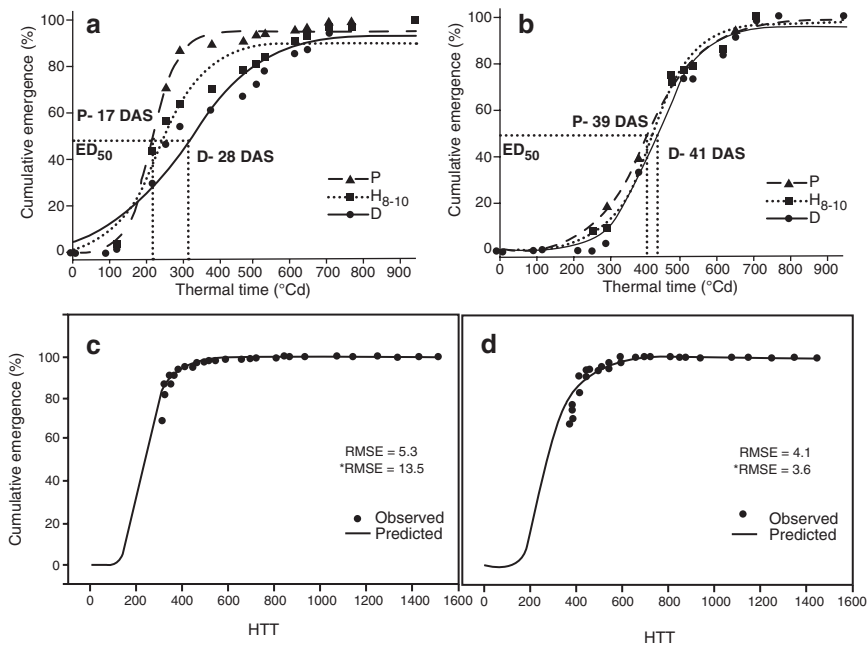 a
Cumulative emergence (%)
100
80
60
40
20
0
P- 17 DAS
ED50
D- 28 DAS
P
H8-10
D
0 100 200 300 400 500 600 700 800 900
Thermal time (°Cd)
b
Cumulative emergence (%)
100
80
60
40
20
0
P- 39 DAS
ED50
D- 41 DAS
P
H8-10
D
0 100 200 300 400 500 600 700 800 900
Thermal time (°Cd)
c
Cumulative emergence (%)
100
80
60
40
20
0
RMSE = 5.3
*RMSE = 13.5
Observed
Predicted
0 200 400 600 800 1000 1200 1400 1600
HTT
d
RMSE = 4.1
*RMSE = 3.6
Observed
Predicted
0 200 400 600 800 1000 1200 1400 1600
HTT